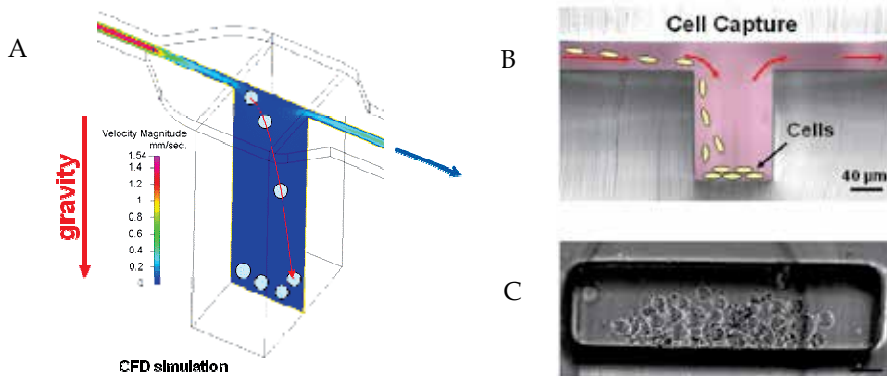 A
gravity
Velocity Magnitude
mm/sec.
1.54
1.4
1.2
1
0.8
0.6
0.4
0.2
0
CFD simulation
B
Cell Capture
Cells
40 µm
C